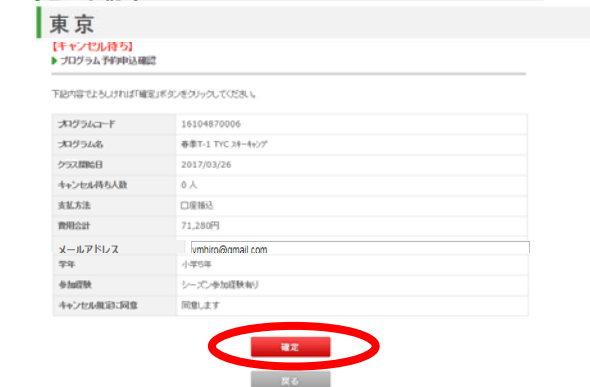 東京
【キャンセル待ち】
▶ プログラム予約申込確認
下記内容でよろしければ「確定」ボタンをクリックしてください。
プログラムコード 16104870006
プログラム名 春季T-1 TYC スキーキャンプ
クラス開始日 2017/03/26
キャンセル待ち人数 0 人
支払方法 口座振込
費用合計 71,280円
メールアドレス vmhiro@gmail.com
学年 小学5年
参加経験 シーズン参加経験有り
キャンセル規定に同意 同意します
確定
戻る